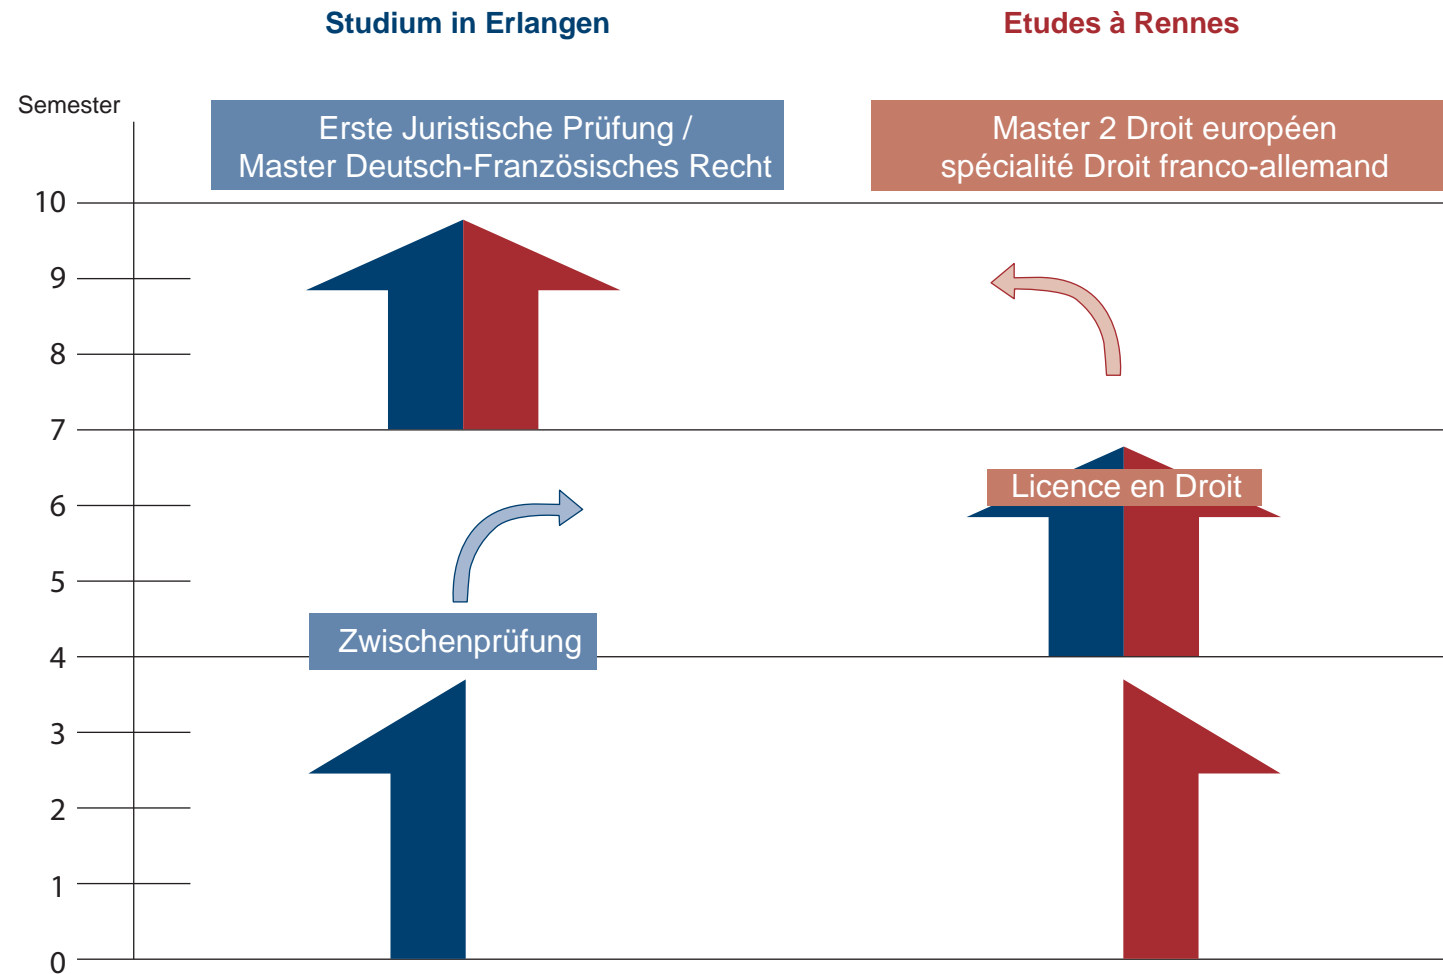 Studium in Erlangen
Etudes à Rennes
Semester
Erste Juristische Prüfung /
Master Deutsch-Französisches Recht
Master 2 Droit européen
spécialité Droit franco-allemand
10
9
8
7
Licence en Droit
6
5
Zwischenprüfung
4
3
2
1
0